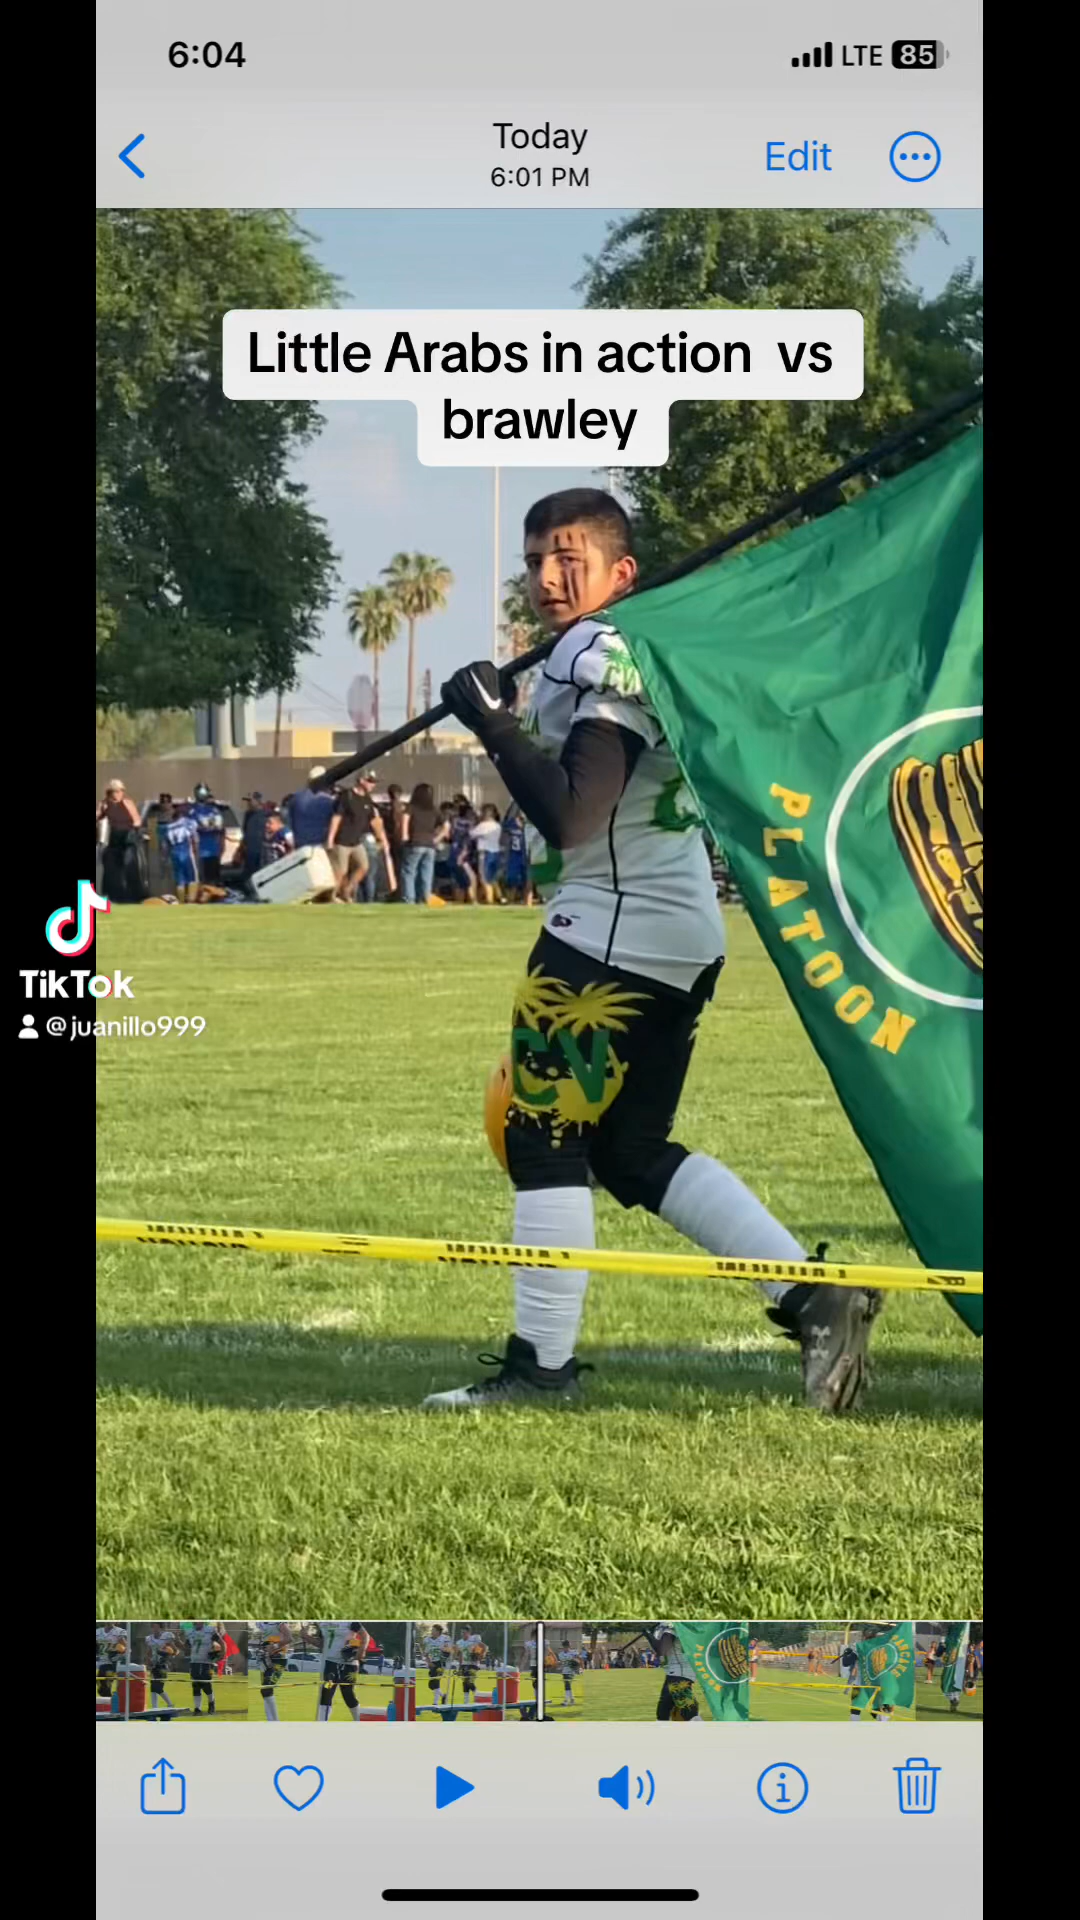 6:04
LTE 85
Today
6:01 PM
Edit
Little Arabs in action vs
brawley
CV
PLATOON
CV
TikTok
@juanillo999